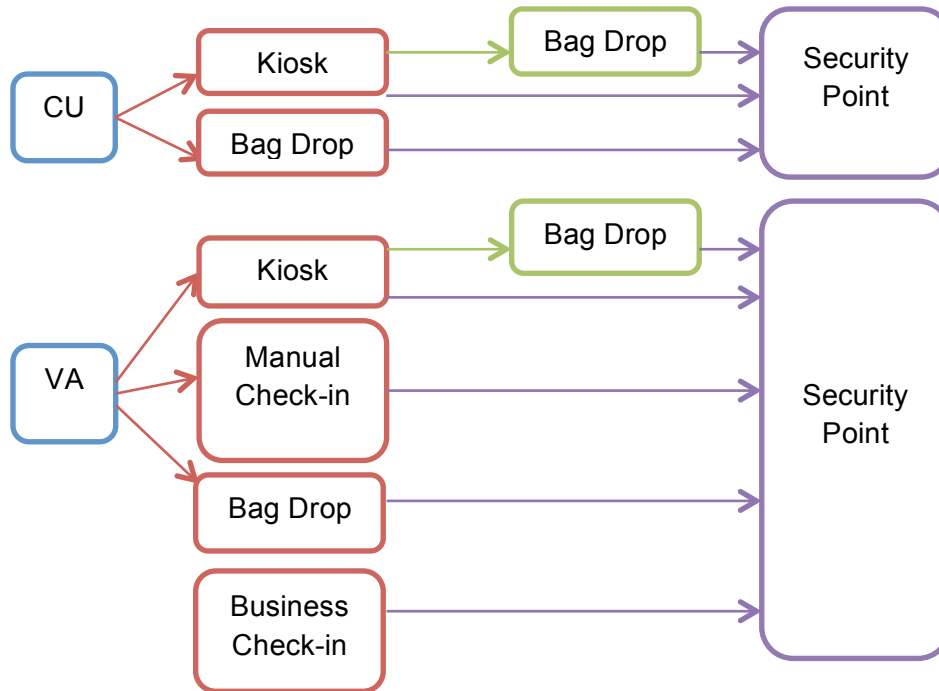 CU
Kiosk
Bag Drop
Bag Drop
Security
Point
VA
Kiosk
Bag Drop
Manual
Check-in
Bag Drop
Business
Check-in
Security
Point